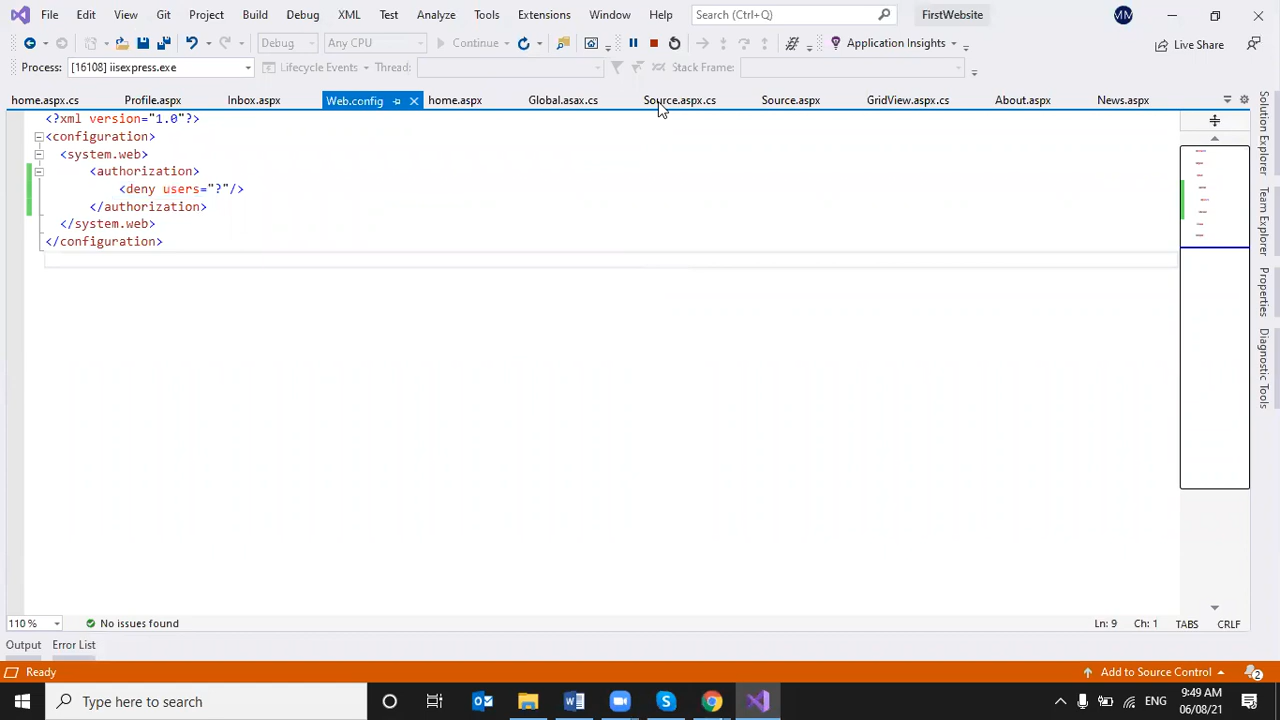 File Edit View Git Project Build Debug XML Test Analyze Tools Extensions Window Help Search (Ctrl+Q) FirstWebsite MM
Debug Any CPU Continue Application Insights Live Share
Process: [16108] iisexpress.exe Lifecycle Events Thread: Stack Frame:
home.aspx.cs Profile.aspx Inbox.aspx Web.config home.aspx Global.asax.cs Source.aspx.cs Source.aspx GridView.aspx.cs About.aspx News.aspx
<?xml version="1.0"?>
<configuration>
<system.web>
<authorization>
<deny users="?"/>
</authorization>
</system.web>
</configuration>
Solution Explorer
Team Explorer
Properties
Diagnostic Tools
110 % No issues found Ln: 9 Ch: 1 TABS CRLF
Output Error List
Ready Add to Source Control 2
Type here to search ENG 9:49 AM
06/08/21